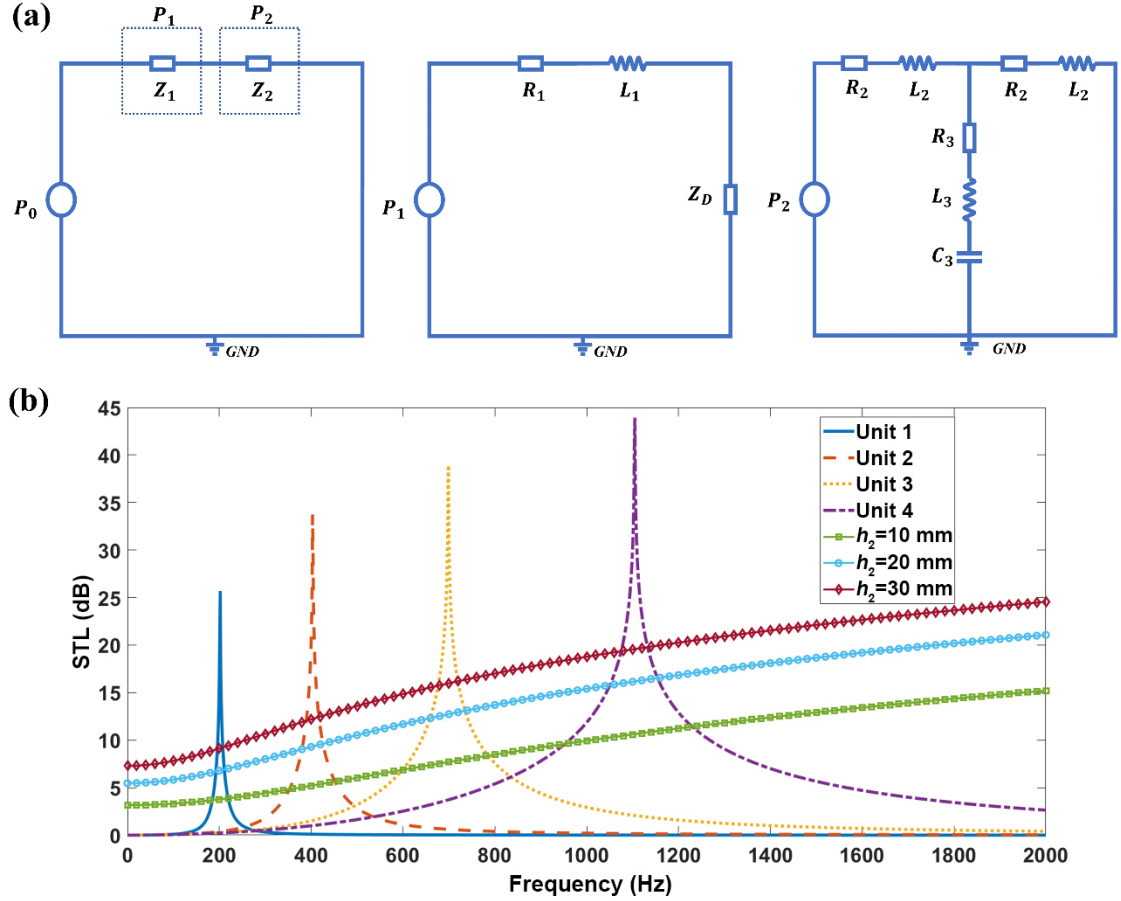 (a)
P₁ P₂
Z₁ Z₂
P₀
GND
R₁ L₁
P₁
Z_D
GND
R₂ L₂ R₂ L₂
R₃
L₃
C₃
P₂
GND
(b)
45
40
35
30
25
20
15
10
5
0
STL (dB)
0 200 400 600 800 1000 1200 1400 1600 1800 2000
Frequency (Hz)
Unit 1
Unit 2
Unit 3
Unit 4
h₂=10 mm
h₂=20 mm
h₂=30 mm